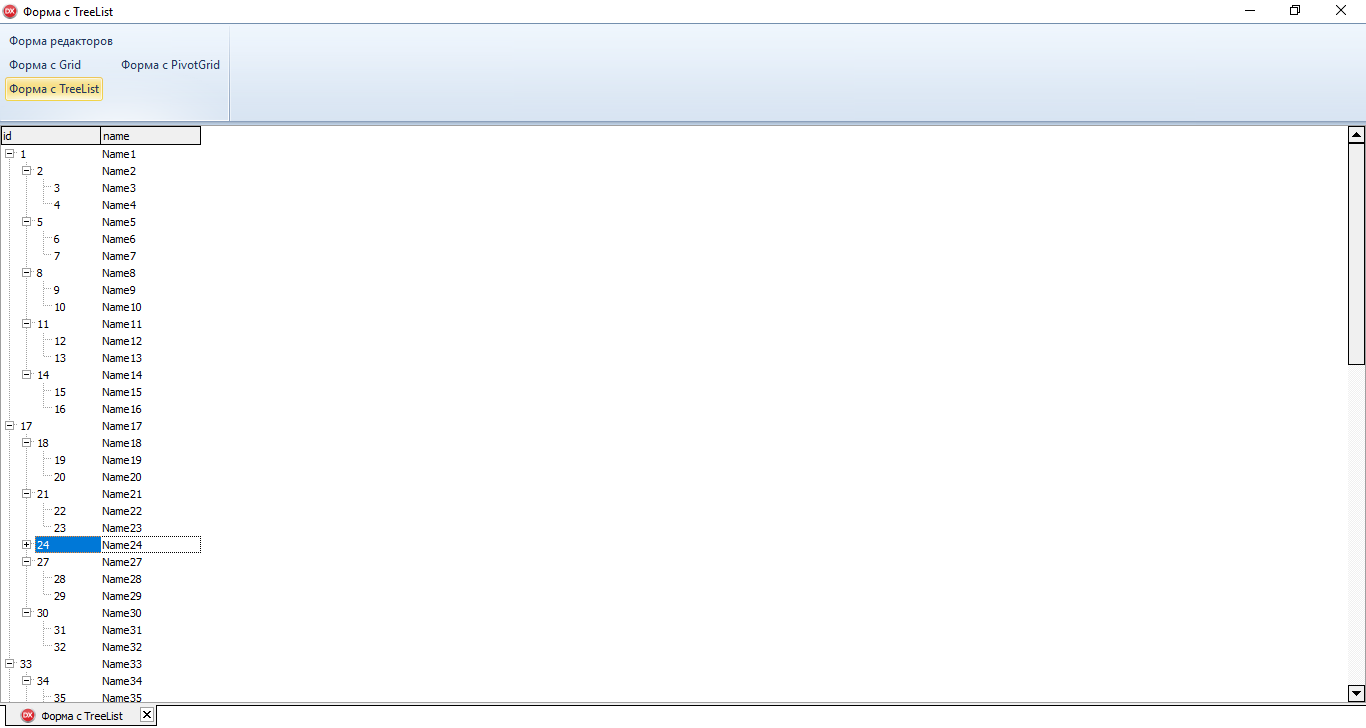 DX Форма с TreeList
Форма редакторов
Форма с Grid Форма с PivotGrid
Форма с TreeList
id name
1 Name1
2 Name2
3 Name3
4 Name4
5 Name5
6 Name6
7 Name7
8 Name8
9 Name9
10 Name10
11 Name11
12 Name12
13 Name13
14 Name14
15 Name15
16 Name16
17 Name17
18 Name18
19 Name19
20 Name20
21 Name21
22 Name22
23 Name23
24 Name24
27 Name27
28 Name28
29 Name29
30 Name30
31 Name31
32 Name32
33 Name33
34 Name34
35 Name35
DX Форма с TreeList